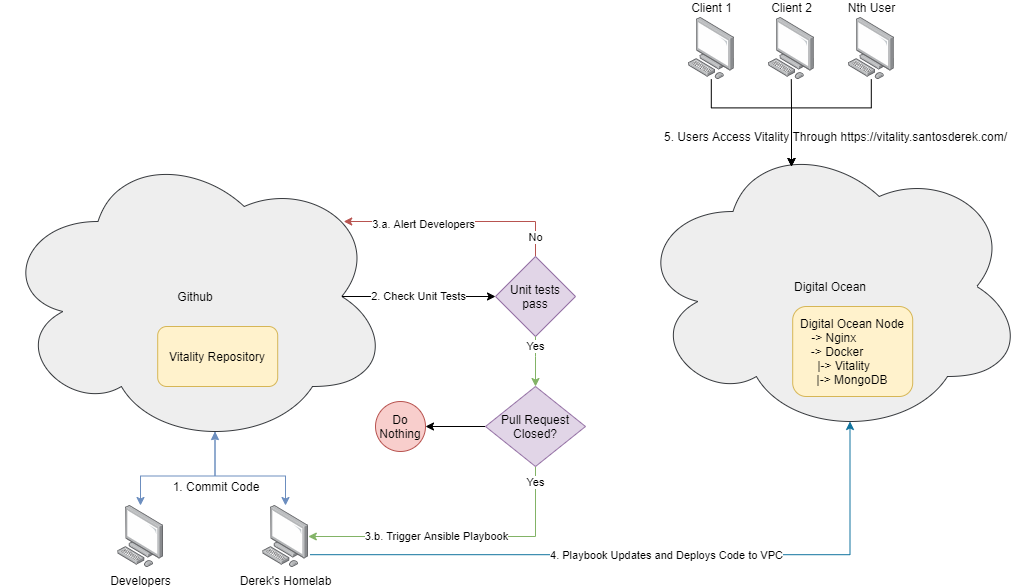 Client 1
Client 2
Nth User
5. Users Access Vitality Through https://vitality.santosderek.com/
3.a. Alert Developers
No
Github
2. Check Unit Tests
Unit tests
pass
Digital Ocean
Vitality Repository
Digital Ocean Node
-> Nginx
-> Docker
|-> Vitality
|-> MongoDB
Yes
Do
Nothing
Pull Request
Closed?
1. Commit Code
Yes
3.b. Trigger Ansible Playbook
4. Playbook Updates and Deploys Code to VPC
Developers
Derek's Homelab